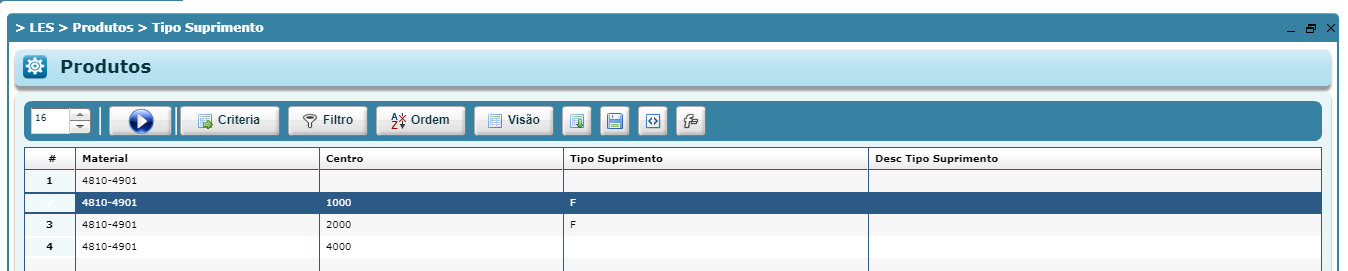 > LES > Produtos > Tipo Suprimento
Produtos
16 Criteria Filtro Ordem Visão
# Material Centro Tipo Suprimento Desc Tipo Suprimento
1 4810-4901
2 4810-4901 1000 F
3 4810-4901 2000 F
4 4810-4901 4000